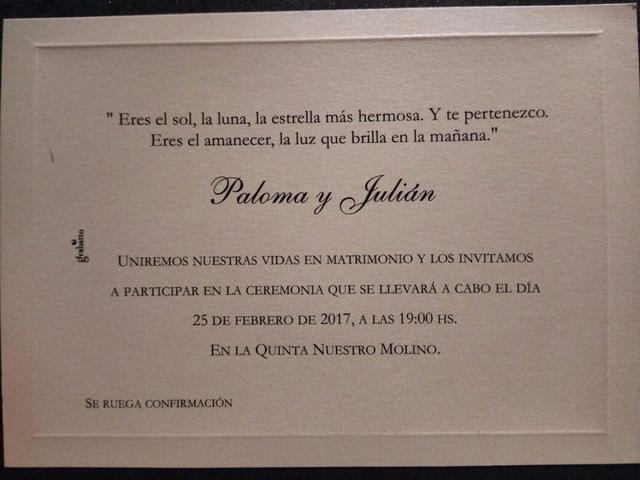 " Eres el sol, la luna, la estrella más hermosa. Y te pertenezco.
Eres el amanecer, la luz que brilla en la mañana."
Paloma y Julián
grabatto
UNIREMOS NUESTRAS VIDAS EN MATRIMONIO Y LOS INVITAMOS
A PARTICIPAR EN LA CEREMONIA QUE SE LLEVARÁ A CABO EL DÍA
25 DE FEBRERO DE 2017, A LAS 19:00 HS.
EN LA QUINTA NUESTRO MOLINO.
SE RUEGA CONFIRMACIÓN